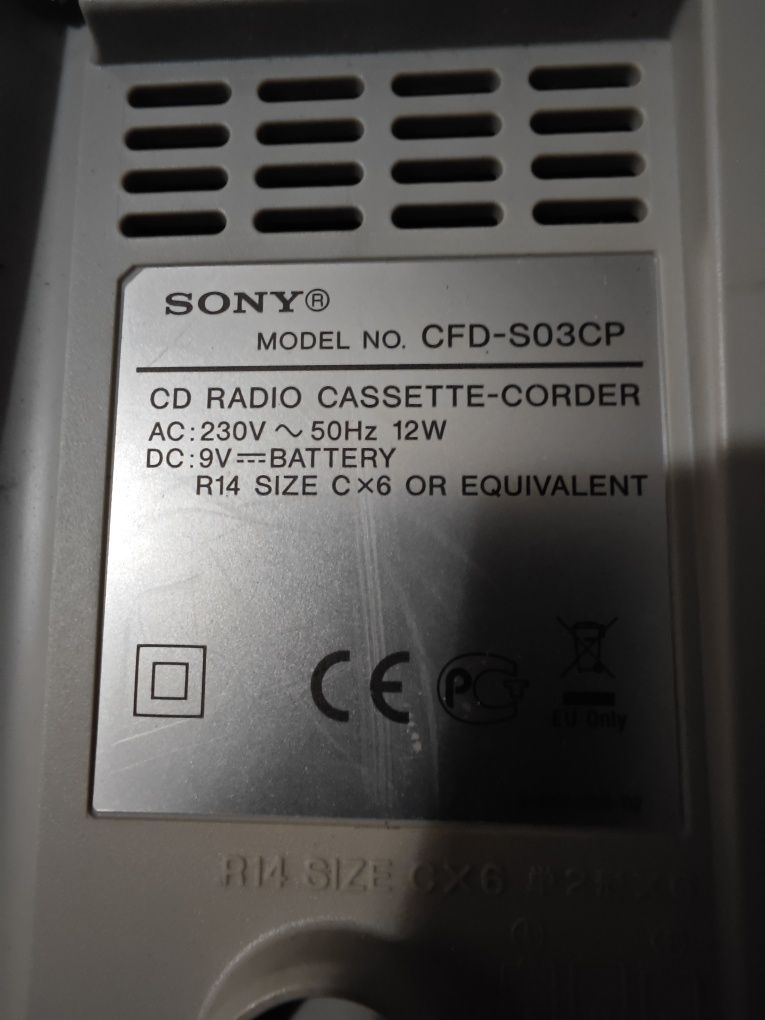 SONY®
MODEL NO. CFD-S03CP
CD RADIO CASSETTE-CORDER
AC:230V ～ 50Hz 12W
DC:9V⎓BATTERY
R14 SIZE C×6 OR EQUIVALENT
CE
EU Only
R14 SIZE C×6